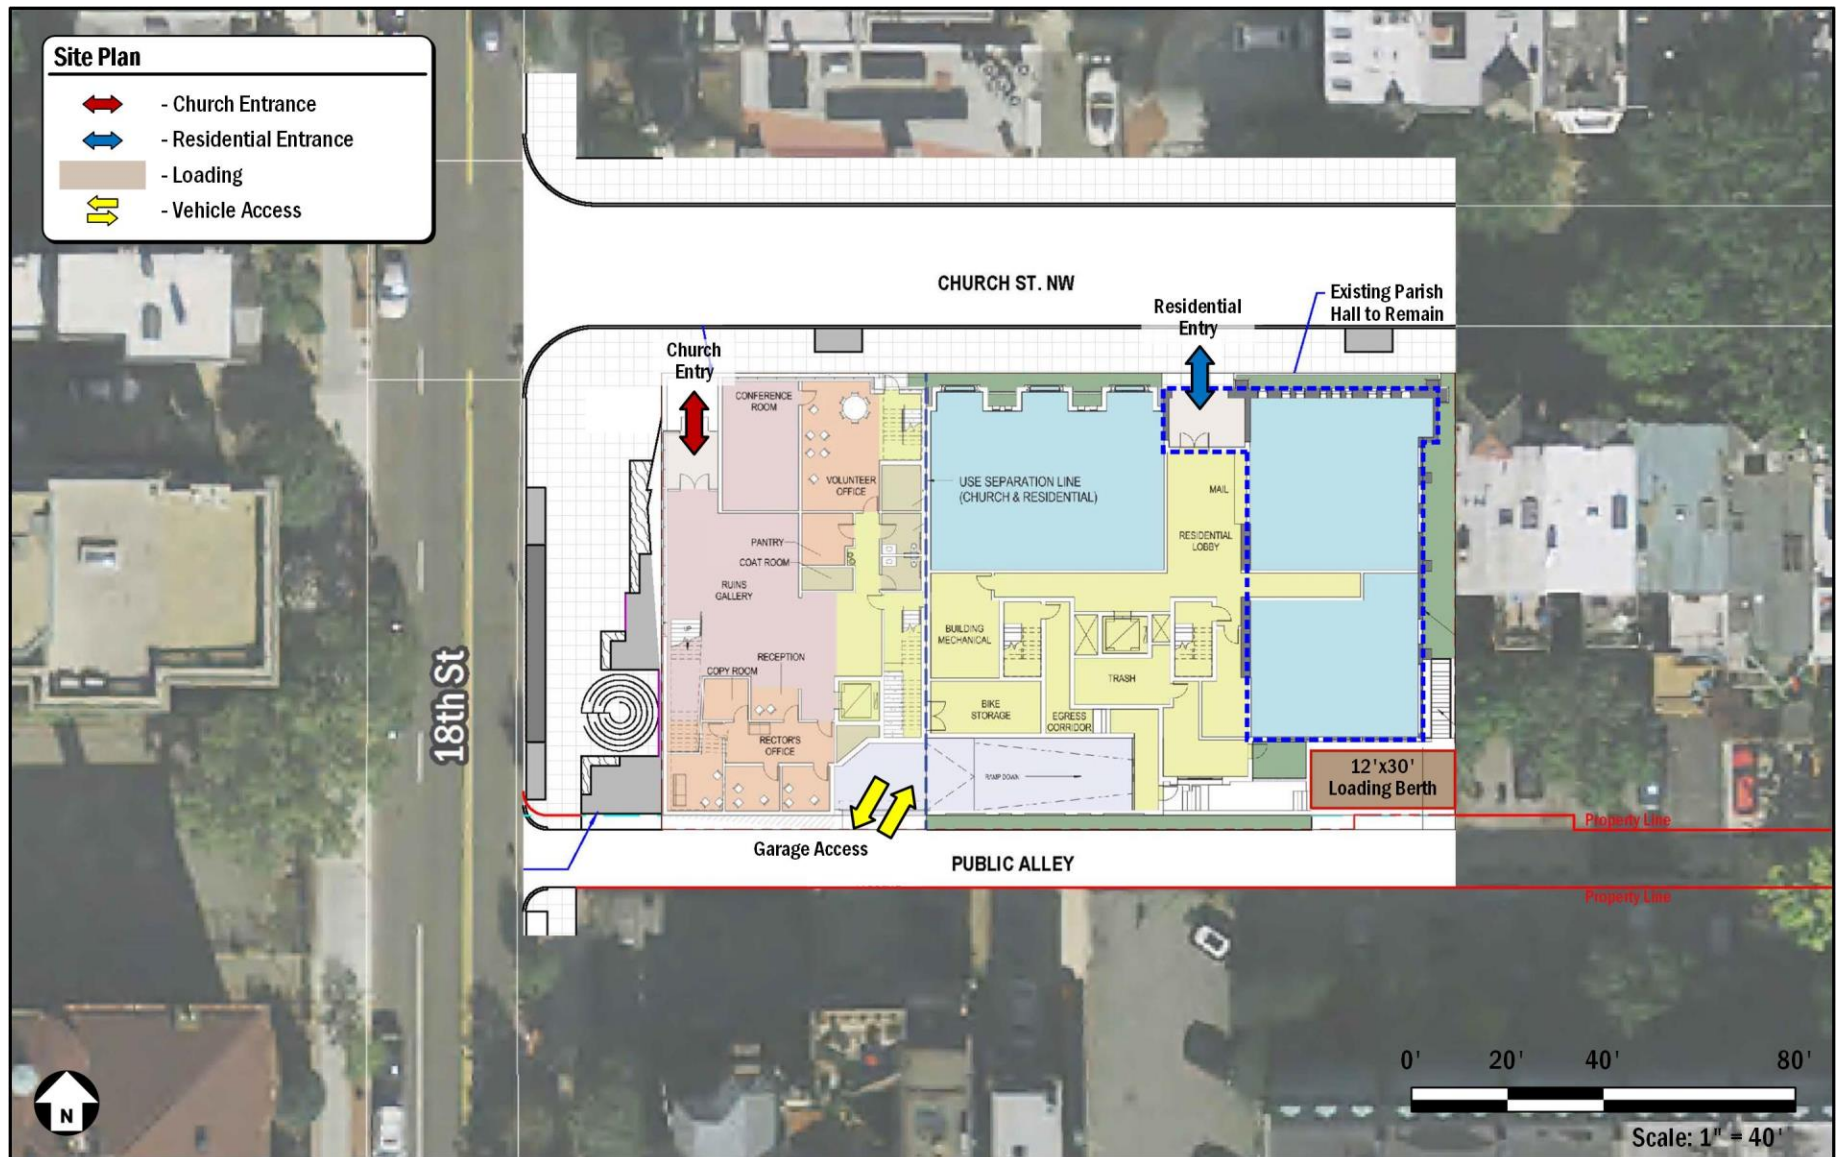 Site Plan
- Church Entrance
- Residential Entrance
- Loading
- Vehicle Access
CHURCH ST. NW
Residential
Entry
Existing Parish
Hall to Remain
Church
Entry
CONFERENCE
ROOM
VOLUNTEER
OFFICE
USE SEPARATION LINE
(CHURCH & RESIDENTIAL)
MAIL
RESIDENTIAL
LOBBY
PANTRY
COAT ROOM
RUINS
GALLERY
UP
BUILDING
MECHANICAL
RECEPTION
COPY ROOM
TRASH
BIKE
STORAGE
EGRESS
CORRIDOR
RECTOR'S
OFFICE
18th St
RAMP DOWN
12'x30'
Loading Berth
Property Line
Garage Access
PUBLIC ALLEY
Property Line
N
0' 20' 40' 80'
Scale: 1" = 40'